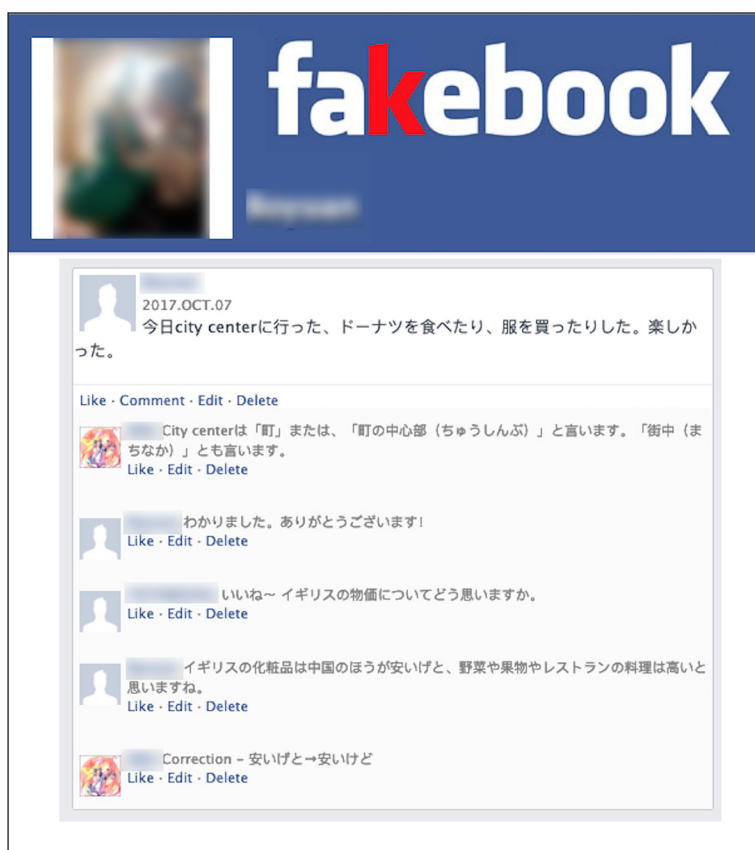 fakebook
2017.OCT.07
今日city centerに行った、ドーナツを食べたり、服を買ったりした。楽しか
った。
Like · Comment · Edit · Delete
City centerは「町」または、「町の中心部（ちゅうしんぶ）」と言います。「街中（ま
ちなか）」とも言います。
Like · Edit · Delete
わかりました。ありがとうございます!
Like · Edit · Delete
いいね～ イギリスの物価についてどう思いますか。
Like · Edit · Delete
イギリスの化粧品は中国のほうが安いげと、野菜や果物やレストランの料理は高いと
思いますね。
Like · Edit · Delete
Correction – 安いげと→安いけど
Like · Edit · Delete